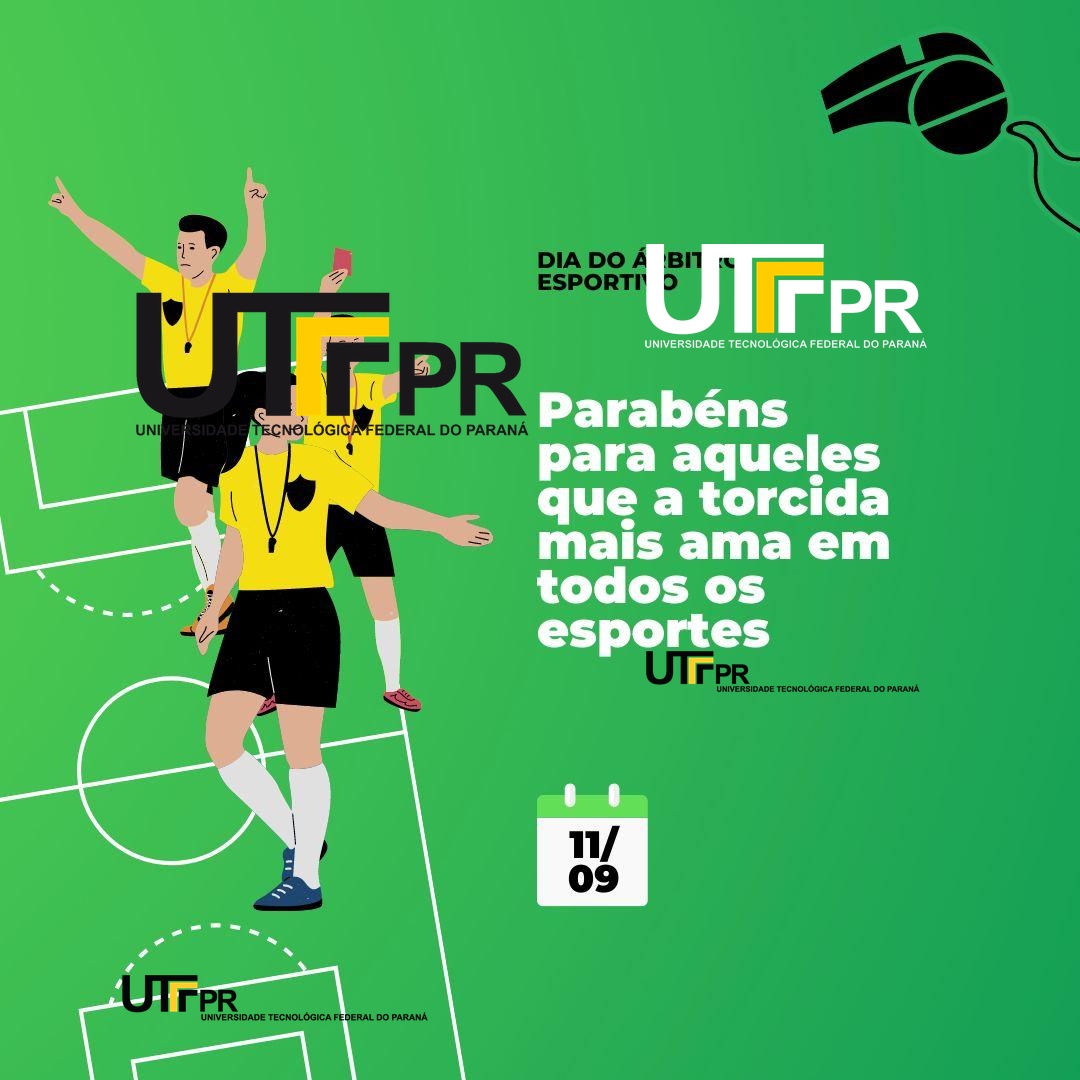 DIA DO ÁRBITRO
ESPORTIVO
UTFPR
UNIVERSIDADE TECNOLÓGICA FEDERAL DO PARANÁ
UTFPR
UNIVERSIDADE TECNOLÓGICA FEDERAL DO PARANÁ
Parabéns
para aqueles
que a torcida
mais ama em
todos os
esportes
UTFPR
UNIVERSIDADE TECNOLÓGICA FEDERAL DO PARANÁ
11/
09
UTFPR
UNIVERSIDADE TECNOLÓGICA FEDERAL DO PARANÁ